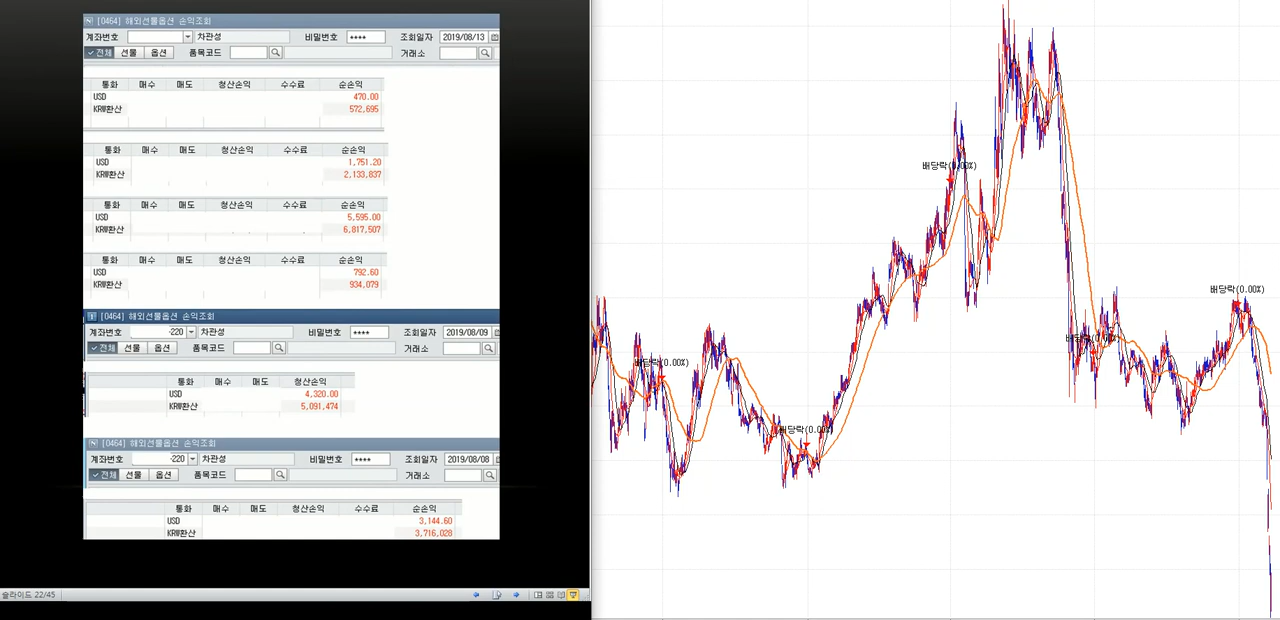 [0464] 해외선물옵션 손익조회
계좌번호 차관성 비밀번호 **** 조회일자 2019/08/13
전체 선물 옵션 품목코드 거래소
통화 매수 매도 청산손익 수수료 순손익
USD 470.00
KRW환산 572,695
통화 매수 매도 청산손익 수수료 순손익
USD 1,751.20
KRW환산 2,133,837
통화 매수 매도 청산손익 수수료 순손익
USD 5,595.00
KRW환산 6,817,507
통화 매수 매도 청산손익 수수료 순손익
USD 792.60
KRW환산 934,079
[0464] 해외선물옵션 손익조회
계좌번호 -220 차관성 비밀번호 **** 조회일자 2019/08/09
전체 선물 옵션 품목코드 거래소
통화 매수 매도 청산손익
USD 4,320.00
KRW환산 5,091,474
[0464] 해외선물옵션 손익조회
계좌번호 -220 차관성 비밀번호 **** 조회일자 2019/08/08
전체 선물 옵션 품목코드 거래소
통화 매수 매도 청산손익 수수료 순손익
USD 3,144.60
KRW환산 3,716,028
슬라이드 22/45
배당락(0.00%)
배당락(0.00%)
배당락(0.00%)
배당락(0.00%)
배당락(0.00%)